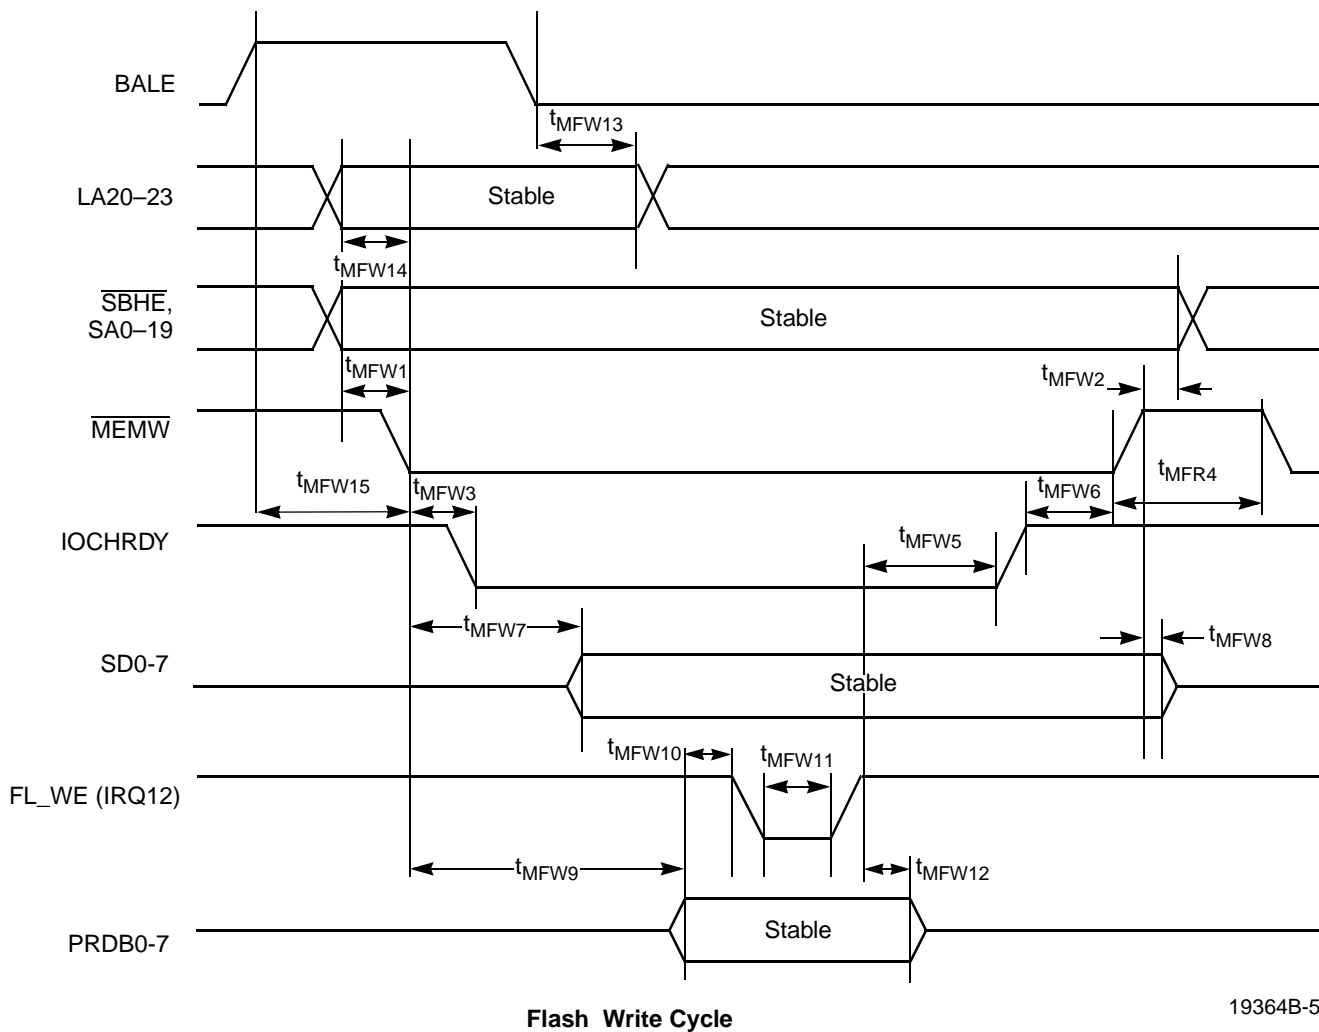 BALE
tMFW13
LA20–23
Stable
tMFW14
SBHE,
SA0–19
Stable
tMFW1
tMFW2
MEMW
tMFW15
tMFW3
tMFW6
tMFR4
IOCHRDY
tMFW5
tMFW7
tMFW8
SD0-7
Stable
tMFW10
tMFW11
FL_WE (IRQ12)
tMFW9
tMFW12
PRDB0-7
Stable
Flash Write Cycle
19364B-5